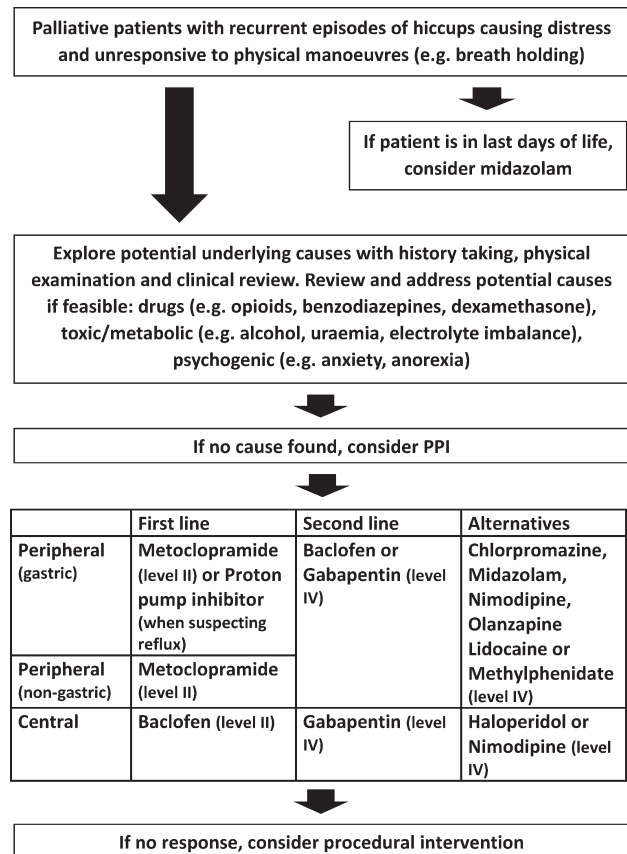 Palliative patients with recurrent episodes of hiccups causing distress
and unresponsive to physical manoeuvres (e.g. breath holding)
If patient is in last days of life,
consider midazolam
Explore potential underlying causes with history taking, physical
examination and clinical review. Review and address potential causes
if feasible: drugs (e.g. opioids, benzodiazepines, dexamethasone),
toxic/metabolic (e.g. alcohol, uraemia, electrolyte imbalance),
psychogenic (e.g. anxiety, anorexia)
If no cause found, consider PPI
First line
Second line
Alternatives
Peripheral
(gastric)
Metoclopramide
(level II) or Proton
pump inhibitor
(when suspecting
reflux)
Baclofen or
Gabapentin (level
IV)
Chlorpromazine,
Midazolam,
Nimodipine,
Olanzapine
Lidocaine or
Methylphenidate
(level IV)
Peripheral
(non-gastric)
Metoclopramide
(level II)
Central
Baclofen (level II)
Gabapentin (level
IV)
Haloperidol or
Nimodipine (level
IV)
If no response, consider procedural intervention